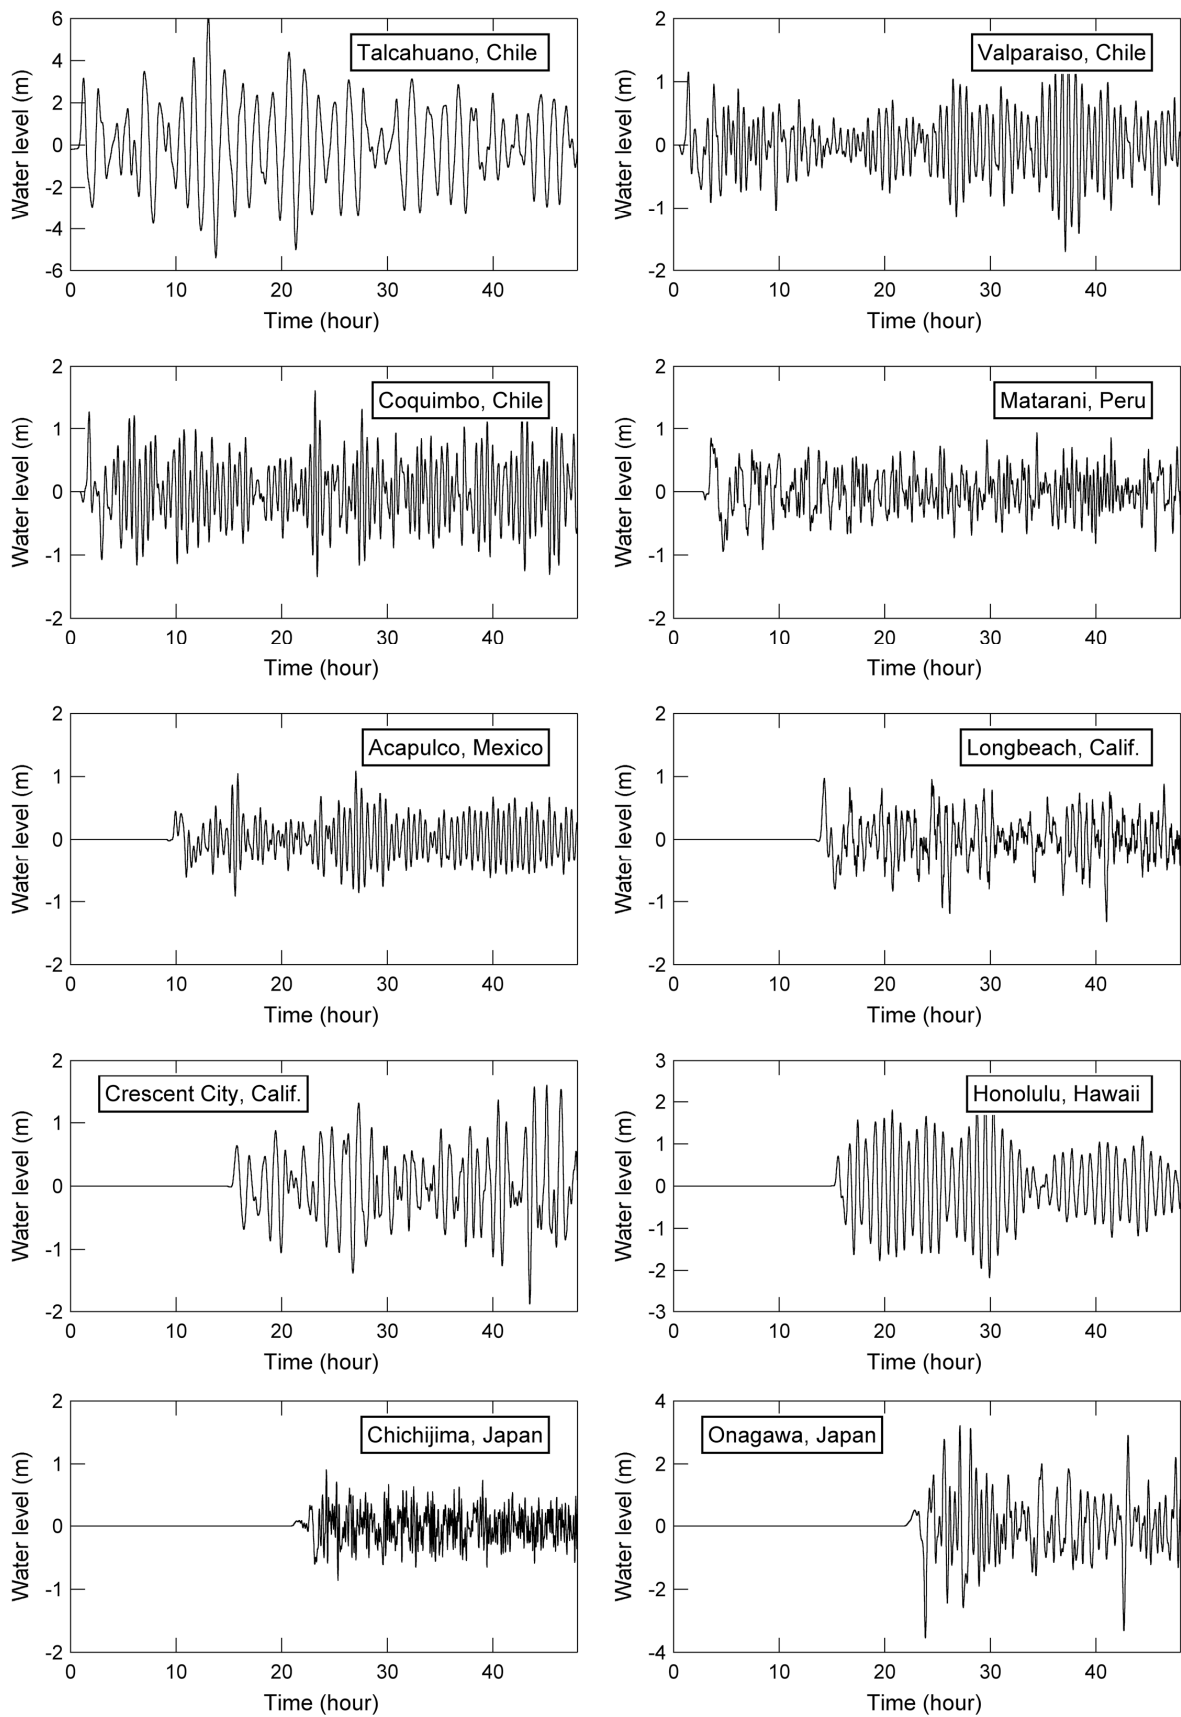 6
4
2
0
-2
-4
-6
Water level (m)
Talcahuano, Chile
0 10 20 30 40
Time (hour)
2
1
0
-1
-2
Water level (m)
Valparaiso, Chile
0 10 20 30 40
Time (hour)
2
1
0
-1
-2
Water level (m)
Coquimbo, Chile
0 10 20 30 40
Time (hour)
2
1
0
-1
-2
Water level (m)
Matarani, Peru
0 10 20 30 40
Time (hour)
2
1
0
-1
-2
Water level (m)
Acapulco, Mexico
0 10 20 30 40
Time (hour)
2
1
0
-1
-2
Water level (m)
Longbeach, Calif.
0 10 20 30 40
Time (hour)
2
1
0
-1
-2
Water level (m)
Crescent City, Calif.
0 10 20 30 40
Time (hour)
3
2
1
0
-1
-2
-3
Water level (m)
Honolulu, Hawaii
0 10 20 30 40
Time (hour)
2
1
0
-1
-2
Water level (m)
Chichijima, Japan
0 10 20 30 40
Time (hour)
4
2
0
-2
-4
Water level (m)
Onagawa, Japan
0 10 20 30 40
Time (hour)